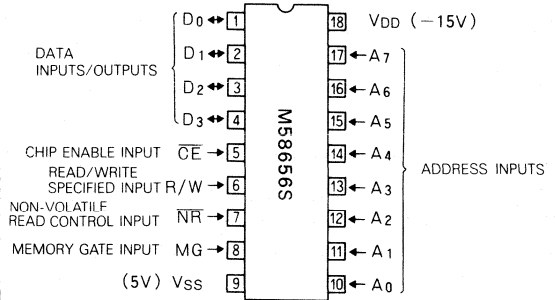 D0 1
D1 2
D2 3
D3 4
DATA
INPUTS/OUTPUTS
CHIP ENABLE INPUT CE 5
READ/WRITE
SPECIFIED INPUT R/W 6
NON-VOLATILE
READ CONTROL INPUT NR 7
MEMORY GATE INPUT MG 8
(5V) VSS 9
M58656S
18 VDD (−15V)
17 A7
16 A6
15 A5
14 A4
13 A3
12 A2
11 A1
10 A0
ADDRESS INPUTS